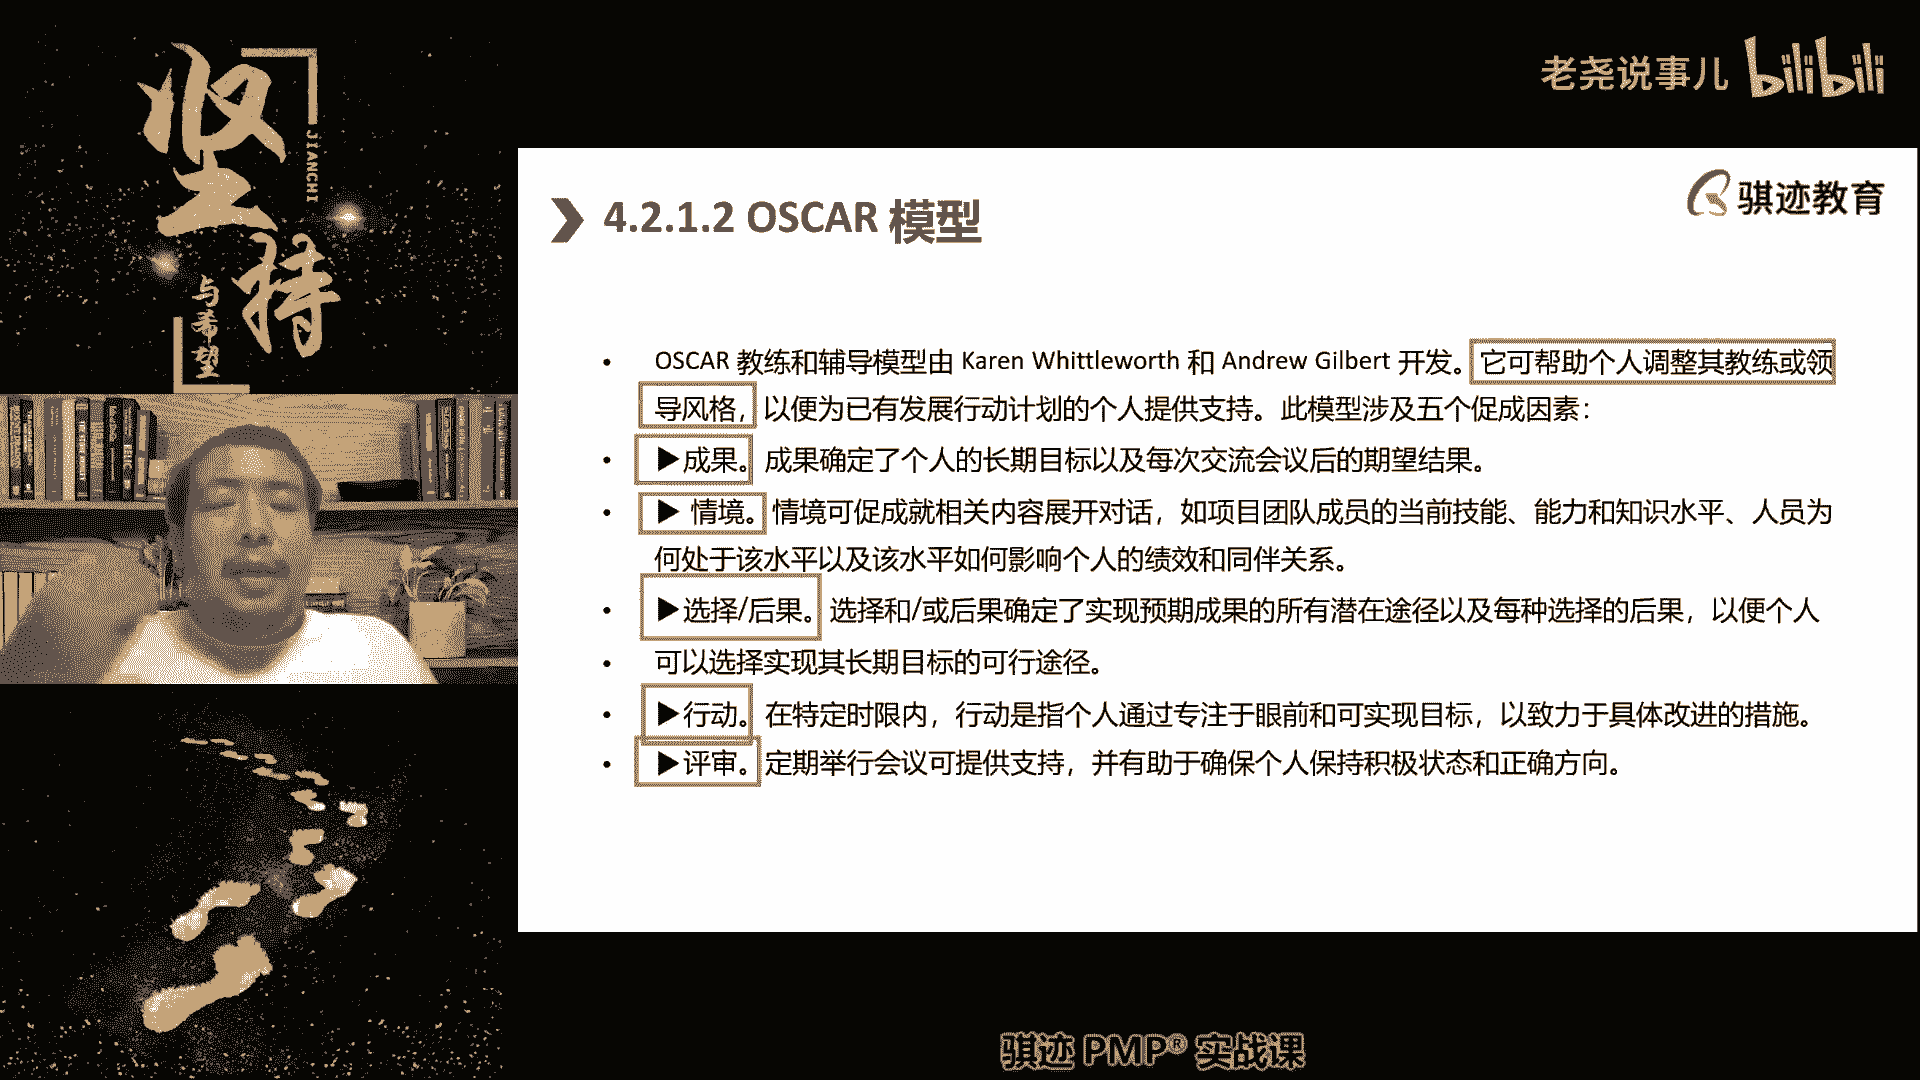 坚持
JIANCHI
与希望
老尧说事儿 bilibili
骐迹教育
4.2.1.2 OSCAR 模型
• OSCAR 教练和辅导模型由 Karen Whittleworth 和 Andrew Gilbert 开发。它可帮助个人调整其教练或领
导风格，以便为已有发展行动计划的个人提供支持。此模型涉及五个促成因素：
• ▶成果。成果确定了个人的长期目标以及每次交流会议后的期望结果。
• ▶ 情境。情境可促成就相关内容展开对话，如项目团队成员的当前技能、能力和知识水平、人员为
何处于该水平以及该水平如何影响个人的绩效和同伴关系。
• ▶选择/后果。选择和/或后果确定了实现预期成果的所有潜在途径以及每种选择的后果，以便个人
• 可以选择实现其长期目标的可行途径。
• ▶行动。在特定时限内，行动是指个人通过专注于眼前和可实现目标，以致力于具体改进的措施。
• ▶评审。定期举行会议可提供支持，并有助于确保个人保持积极状态和正确方向。
骐迹 PMP® 实战课